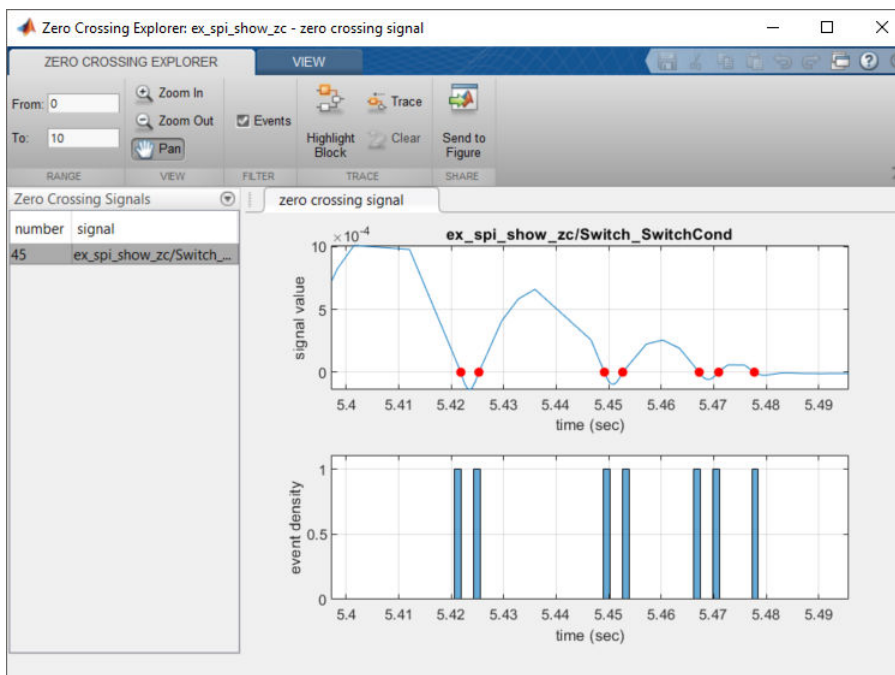 Zero Crossing Explorer: ex_spi_show_zc - zero crossing signal
ZERO CROSSING EXPLORER
VIEW
From: 0
To: 10
RANGE
Zoom In
Zoom Out
Pan
VIEW
Events
FILTER
Highlight Block
Trace
Clear
TRACE
Send to Figure
SHARE
Zero Crossing Signals
number signal
45 ex_spi_show_zc/Switch_...
zero crossing signal
ex_spi_show_zc/Switch_SwitchCond
×10⁻⁴
10
5
0
signal value
5.4 5.41 5.42 5.43 5.44 5.45 5.46 5.47 5.48 5.49
time (sec)
1
0.5
0
event density
5.4 5.41 5.42 5.43 5.44 5.45 5.46 5.47 5.48 5.49
time (sec)